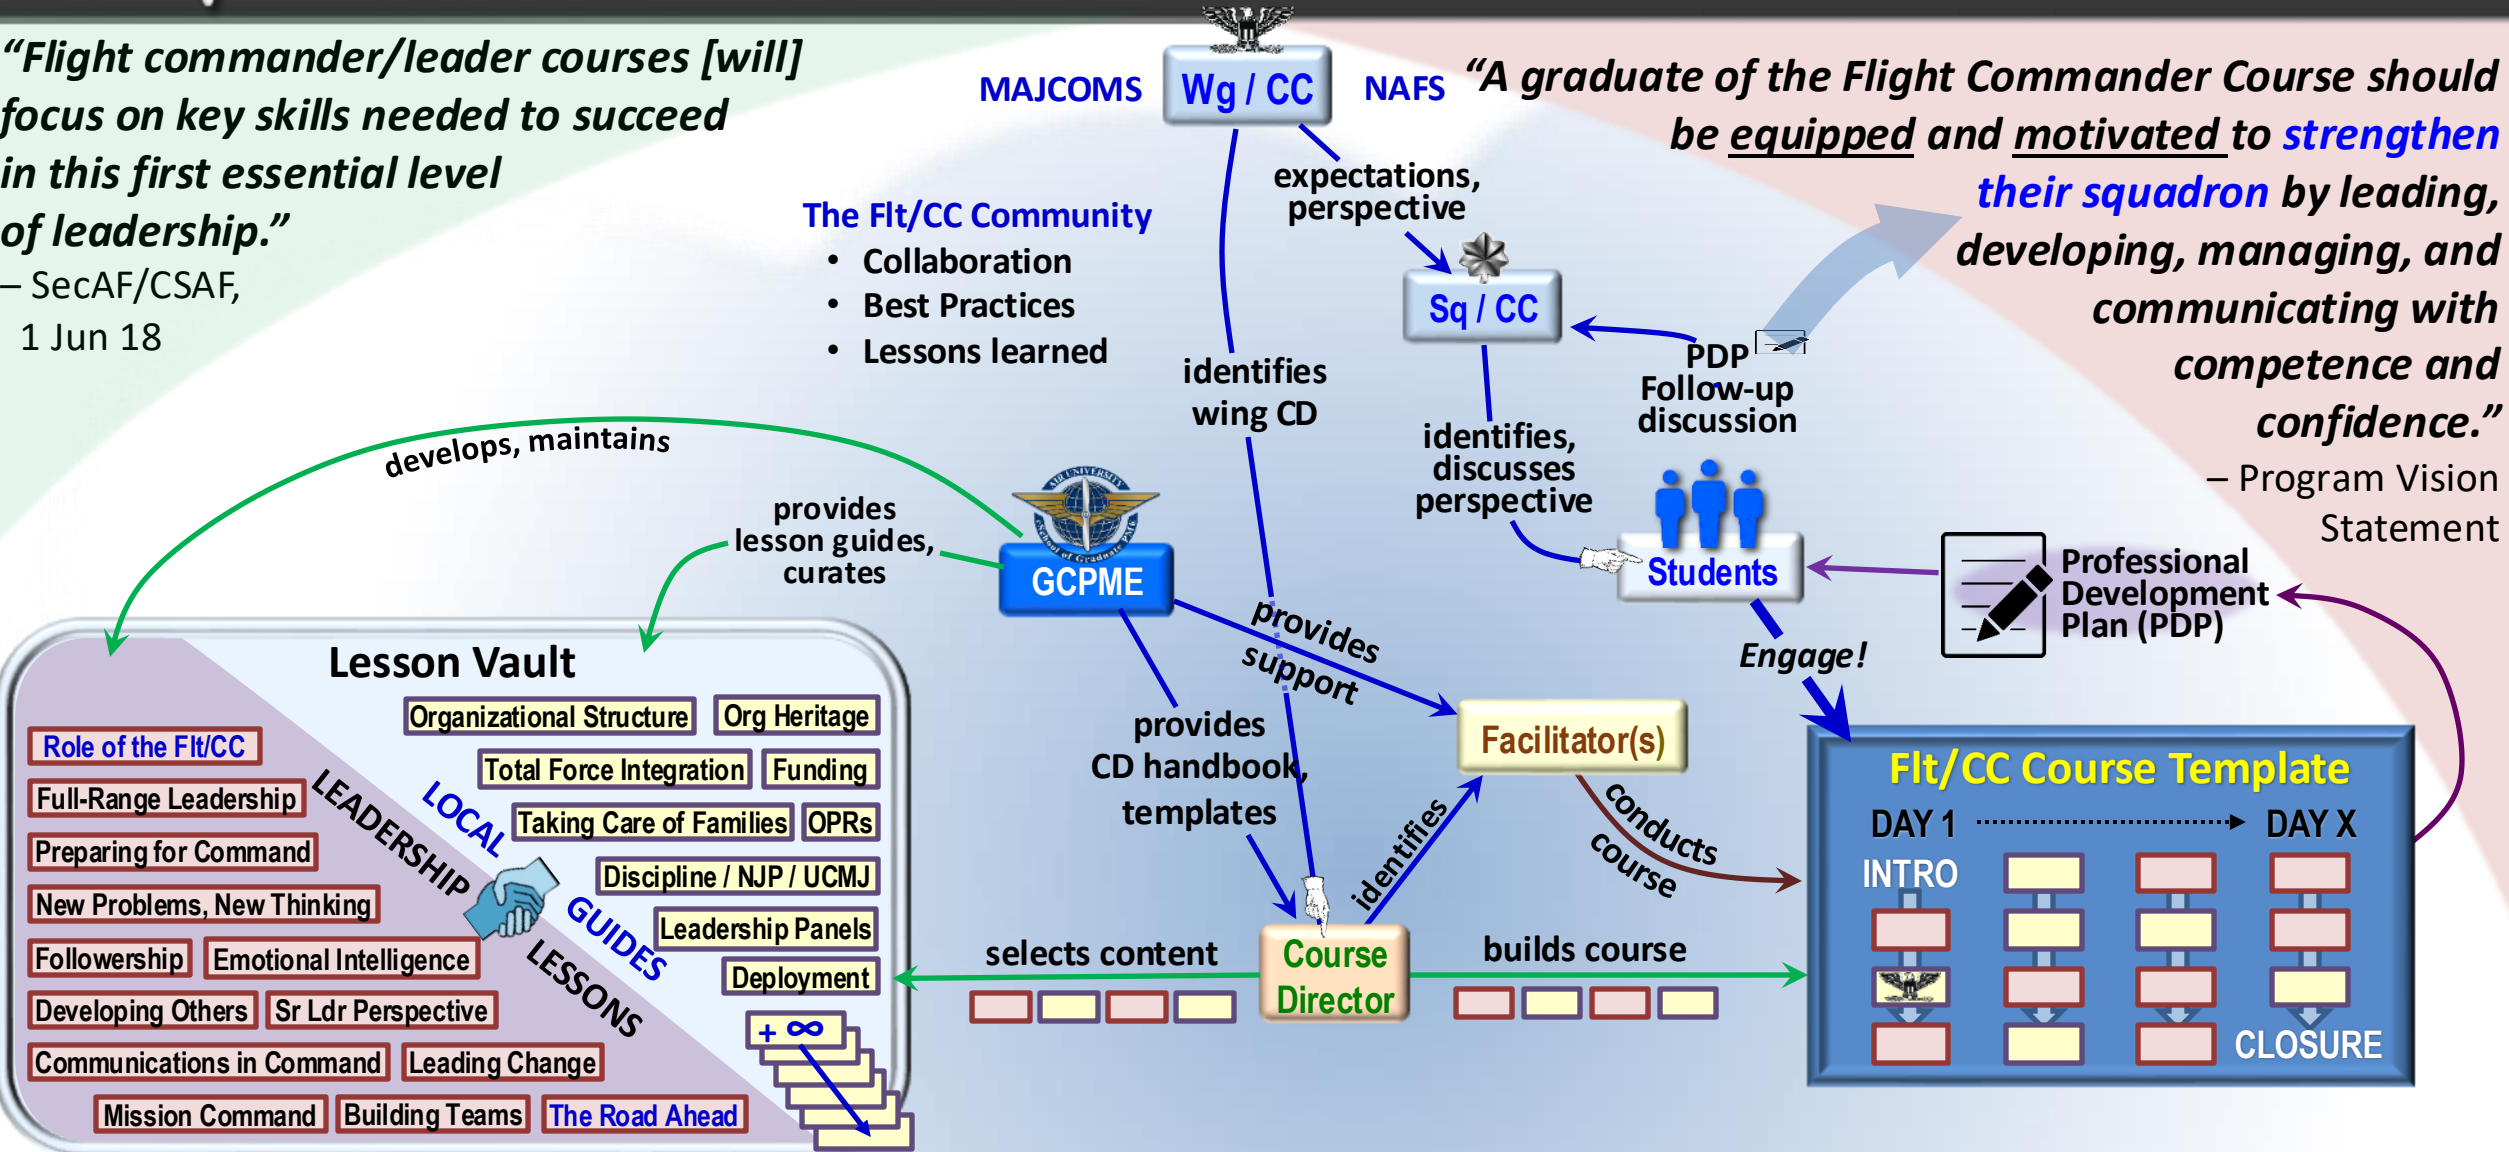 “Flight commander/leader courses [will]
focus on key skills needed to succeed
in this first essential level
of leadership.”
– SecAF/CSAF,
1 Jun 18
MAJCOMS
Wg / CC
NAFS
“A graduate of the Flight Commander Course should
be equipped and motivated to strengthen
their squadron by leading,
developing, managing, and
communicating with
competence and
confidence.”
– Program Vision
Statement
The Flt/CC Community
• Collaboration
• Best Practices
• Lessons learned
expectations,
perspective
Sq / CC
identifies
wing CD
PDP
Follow-up
discussion
identifies,
discusses
perspective
develops, maintains
provides
lesson guides,
curates
AIR UNIVERSITY
School of Graduate PME
GCPME
Students
Professional
Development
Plan (PDP)
Engage!
provides
support
provides
CD handbook,
templates
Facilitator(s)
identifies
conducts
course
selects content
Course
Director
builds course
Lesson Vault
Organizational Structure
Org Heritage
Total Force Integration
Funding
Taking Care of Families
OPRs
Discipline / NJP / UCMJ
Leadership Panels
Deployment
+ ∞
LOCAL
GUIDES
LEADERSHIP
LESSONS
Role of the Flt/CC
Full-Range Leadership
Preparing for Command
New Problems, New Thinking
Followership
Emotional Intelligence
Developing Others
Sr Ldr Perspective
Communications in Command
Leading Change
Mission Command
Building Teams
The Road Ahead
Flt/CC Course Template
DAY 1
DAY X
INTRO
CLOSURE